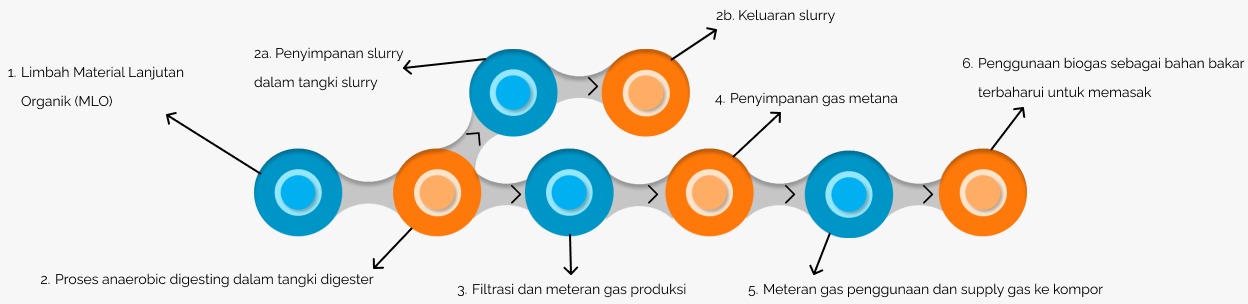 1. Limbah Material Lanjutan
Organik (MLO)
2. Proses anaerobic digesting dalam tangki digester
2a. Penyimpanan slurry
dalam tangki slurry
2b. Keluaran slurry
3. Filtrasi dan meteran gas produksi
4. Penyimpanan gas metana
5. Meteran gas penggunaan dan supply gas ke kompor
6. Penggunaan biogas sebagai bahan bakar
terbaharui untuk memasak